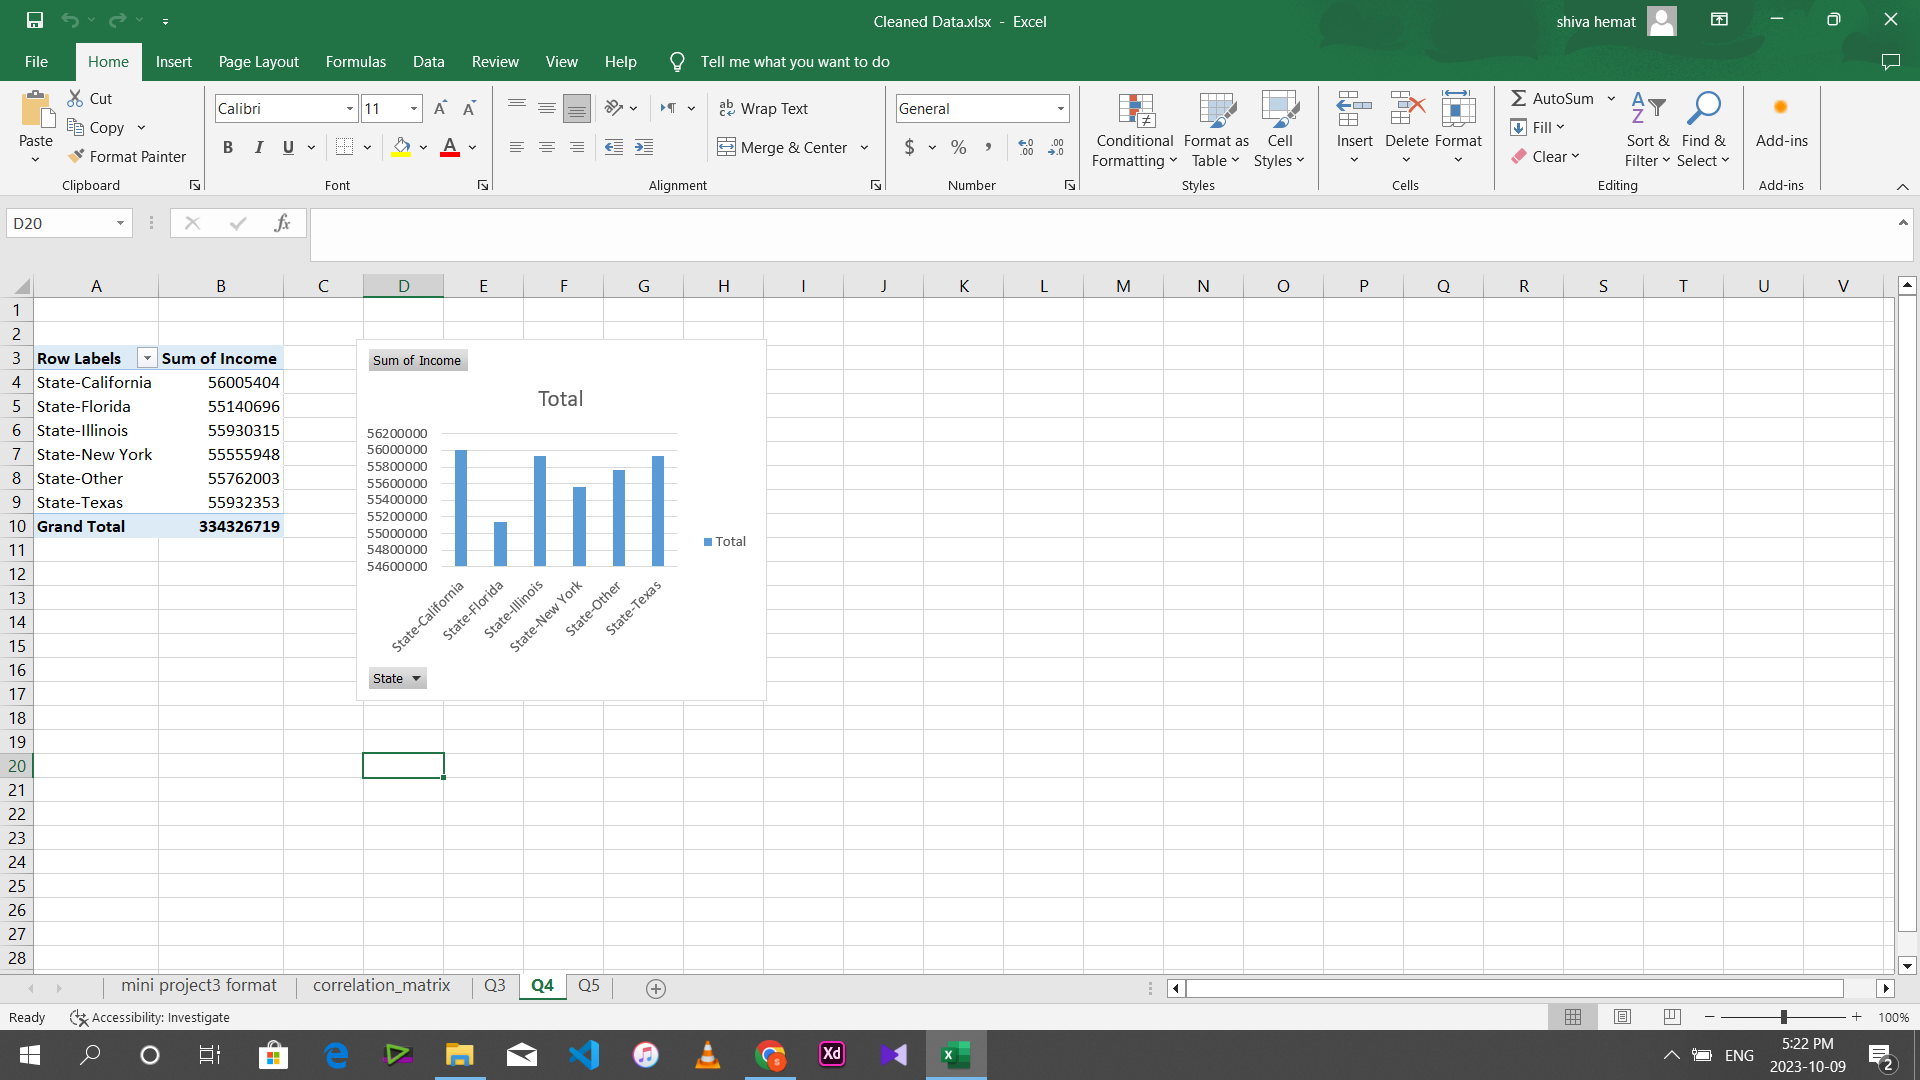 Cleaned Data.xlsx - Excel
shiva hemat
File Home Insert Page Layout Formulas Data Review View Help Tell me what you want to do
Paste
Cut
Copy
Format Painter
Clipboard
Calibri 11
B I U
Font
Wrap Text
Merge & Center
Alignment
General
$ % ,
Number
Conditional Formatting
Format as Table
Cell Styles
Styles
Insert Delete Format
Cells
AutoSum
Fill
Clear
Sort & Filter
Find & Select
Editing
Add-ins
Add-ins
D20
fx
A B C D E F G H I J K L M N O P Q R S T U V
1
2
3 Row Labels Sum of Income
4 State-California 56005404
5 State-Florida 55140696
6 State-Illinois 55930315
7 State-New York 55555948
8 State-Other 55762003
9 State-Texas 55932353
10 Grand Total 334326719
11
12
13
14
15
16
17
18
19
20
21
22
23
24
25
26
27
28
Sum of Income
Total
56200000
56000000
55800000
55600000
55400000
55200000
55000000
54800000
54600000
State-California
State-Florida
State-Illinois
State-New York
State-Other
State-Texas
Total
State
mini project3 format correlation_matrix Q3 Q4 Q5
Ready Accessibility: Investigate
100%
Xd
ENG
5:22 PM
2023-10-09
2